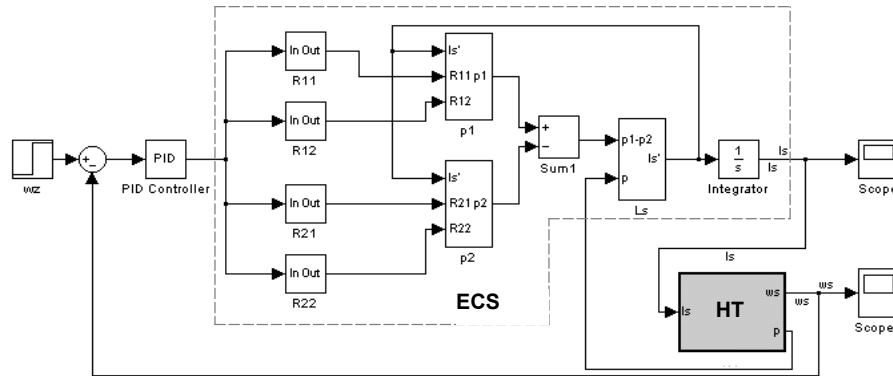 In Out
R11
In Out
R12
In Out
R21
In Out
R22
ls'
R11 p1
R12
p1
ls'
R21 p2
R22
p2
+
−
Sum1
p1-p2
ls'
p
Ls
1
s
Integrator
ls
ls
Scope
wz
+
−
PID
PID Controller
ECS
ls
ls
HT
ws
p
ws
ws
Scope